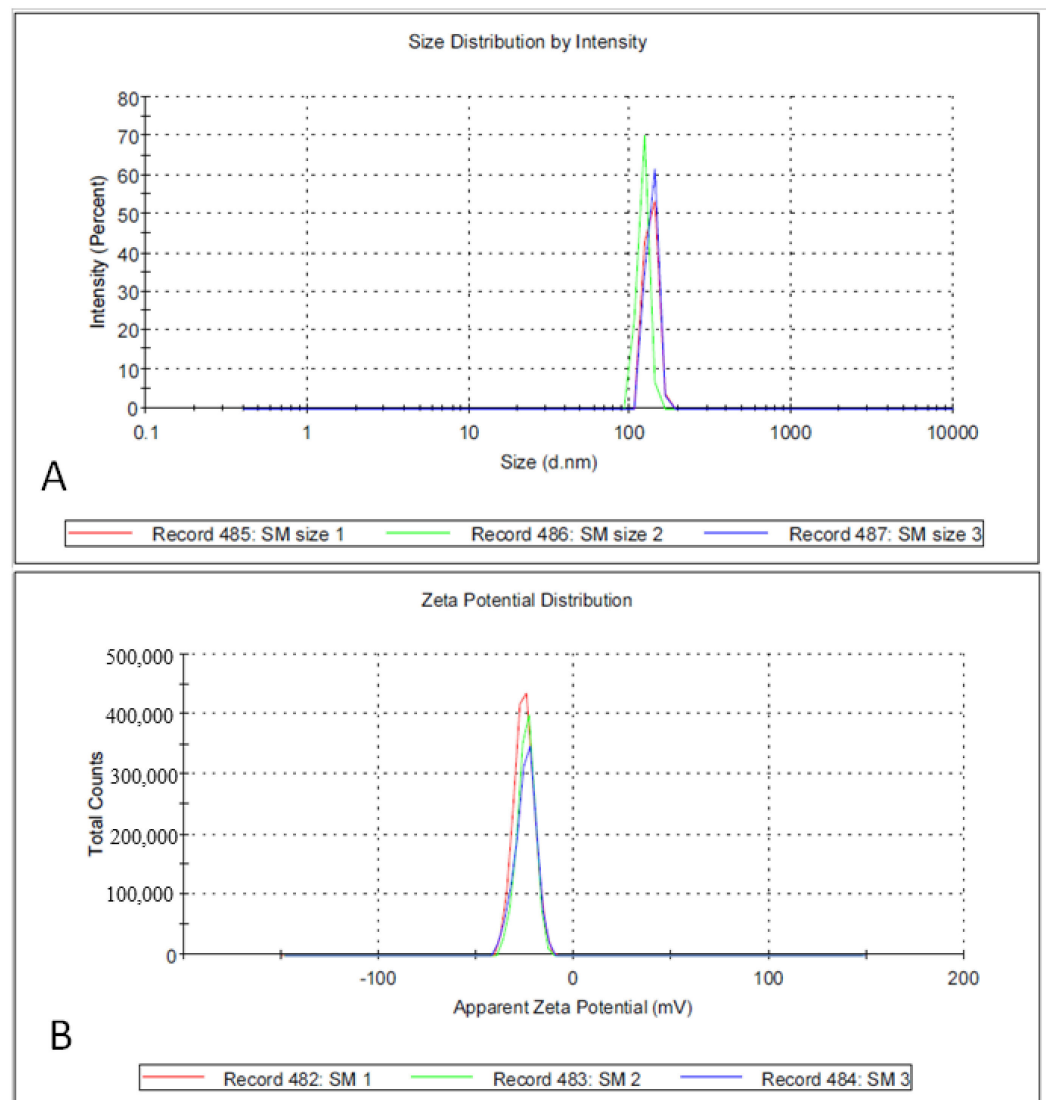 Size Distribution by Intensity
80
70
60
50
40
30
20
10
0
Intensity (Percent)
0.1 1 10 100 1000 10000
Size (d.nm)
A
Record 485: SM size 1 Record 486: SM size 2 Record 487: SM size 3
Zeta Potential Distribution
500,000
400,000
300,000
200,000
100,000
0
Total Counts
-100 0 100 200
Apparent Zeta Potential (mV)
B
Record 482: SM 1 Record 483: SM 2 Record 484: SM 3